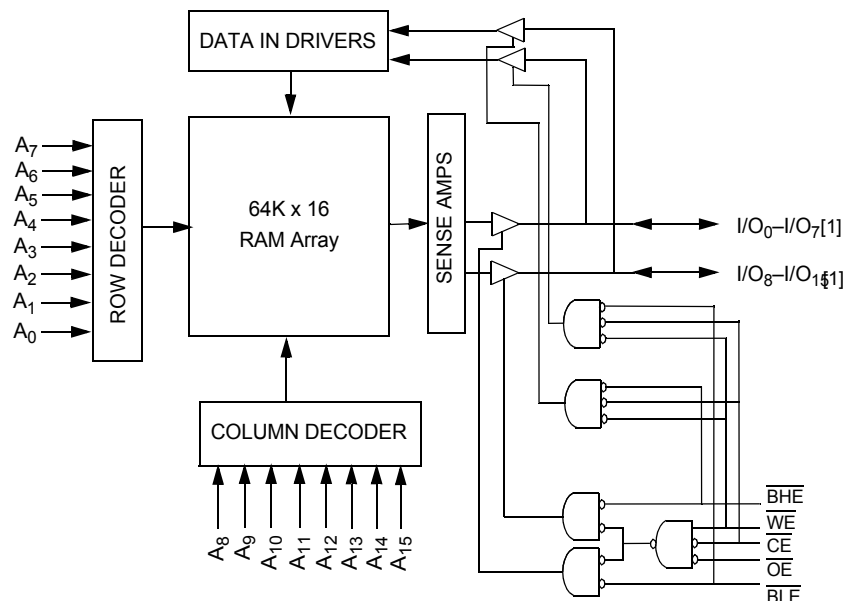 DATA IN DRIVERS
A7
A6
A5
A4
A3
A2
A1
A0
ROW DECODER
64K x 16
RAM Array
SENSE AMPS
I/O0–I/O7[1]
I/O8–I/O15[1]
COLUMN DECODER
A8
A9
A10
A11
A12
A13
A14
A15
BHE
WE
CE
OE
BLE